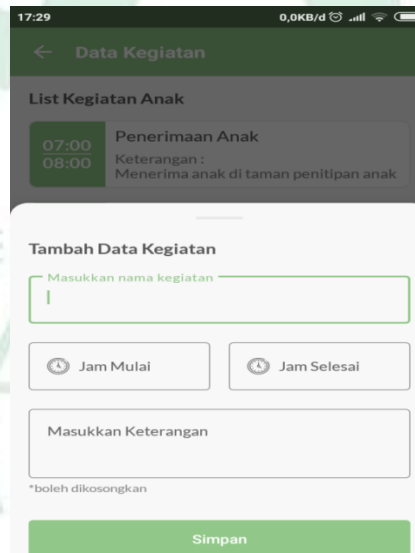 17:29 0,0KB/d
Data Kegiatan
List Kegiatan Anak
07:00
08:00
Penerimaan Anak
Keterangan :
Menerima anak di taman penitipan anak
Tambah Data Kegiatan
Masukkan nama kegiatan
Jam Mulai
Jam Selesai
Masukkan Keterangan
*boleh dikosongkan
Simpan